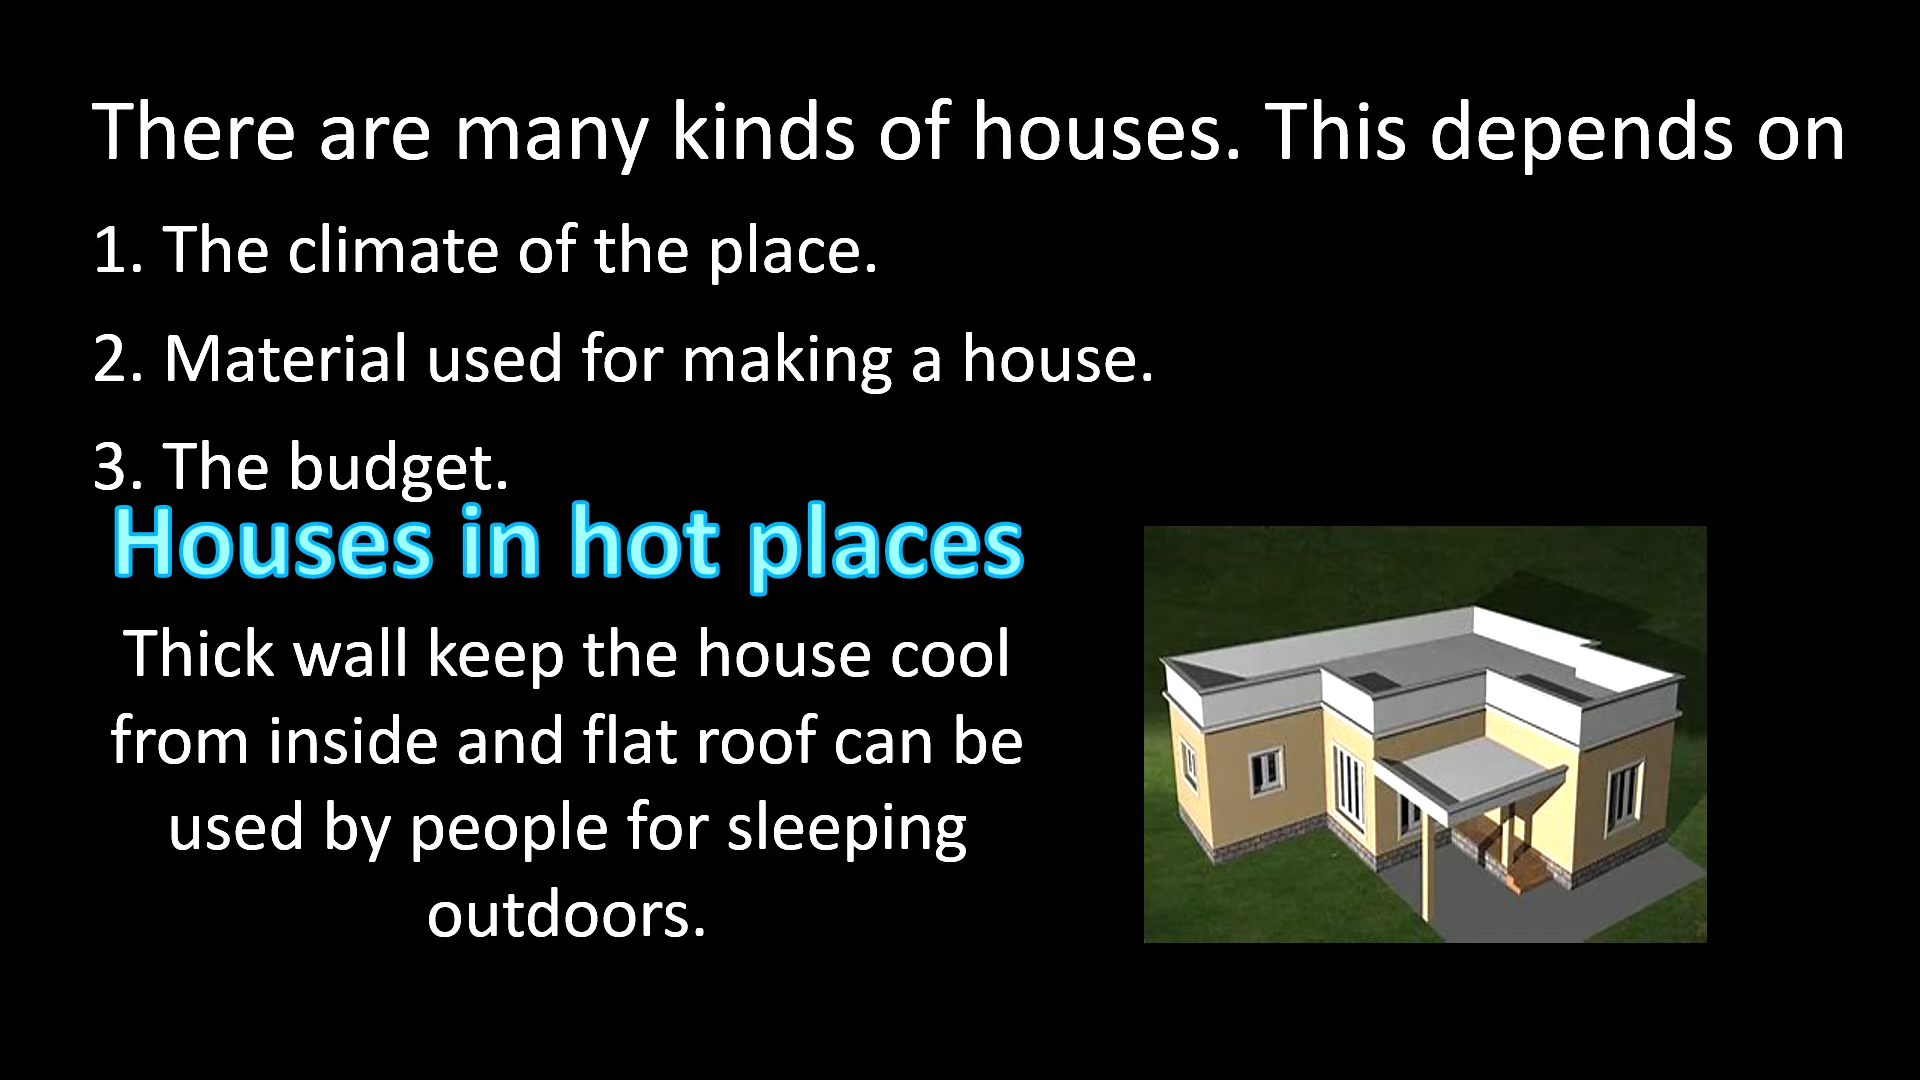 There are many kinds of houses. This depends on
1. The climate of the place.
2. Material used for making a house.
3. The budget.
Houses in hot places
Thick wall keep the house cool
from inside and flat roof can be
used by people for sleeping
outdoors.